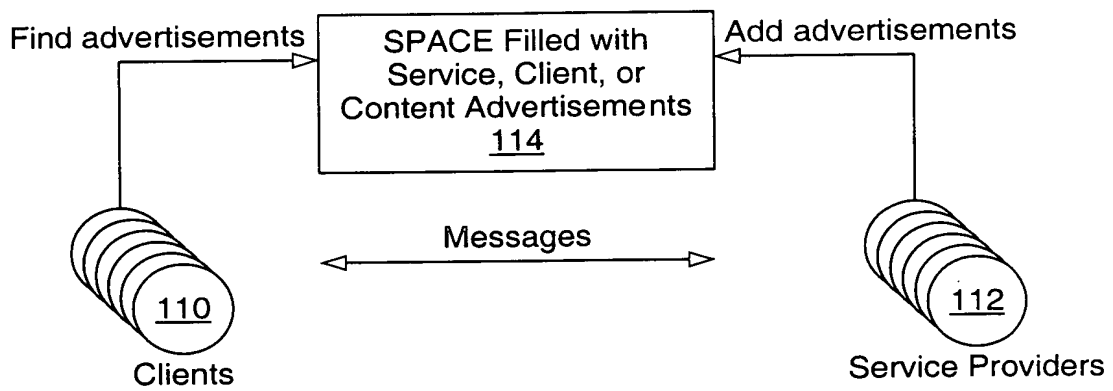 Find advertisements
SPACE Filled with
Service, Client, or
Content Advertisements
114
Add advertisements
Messages
110
Clients
112
Service Providers